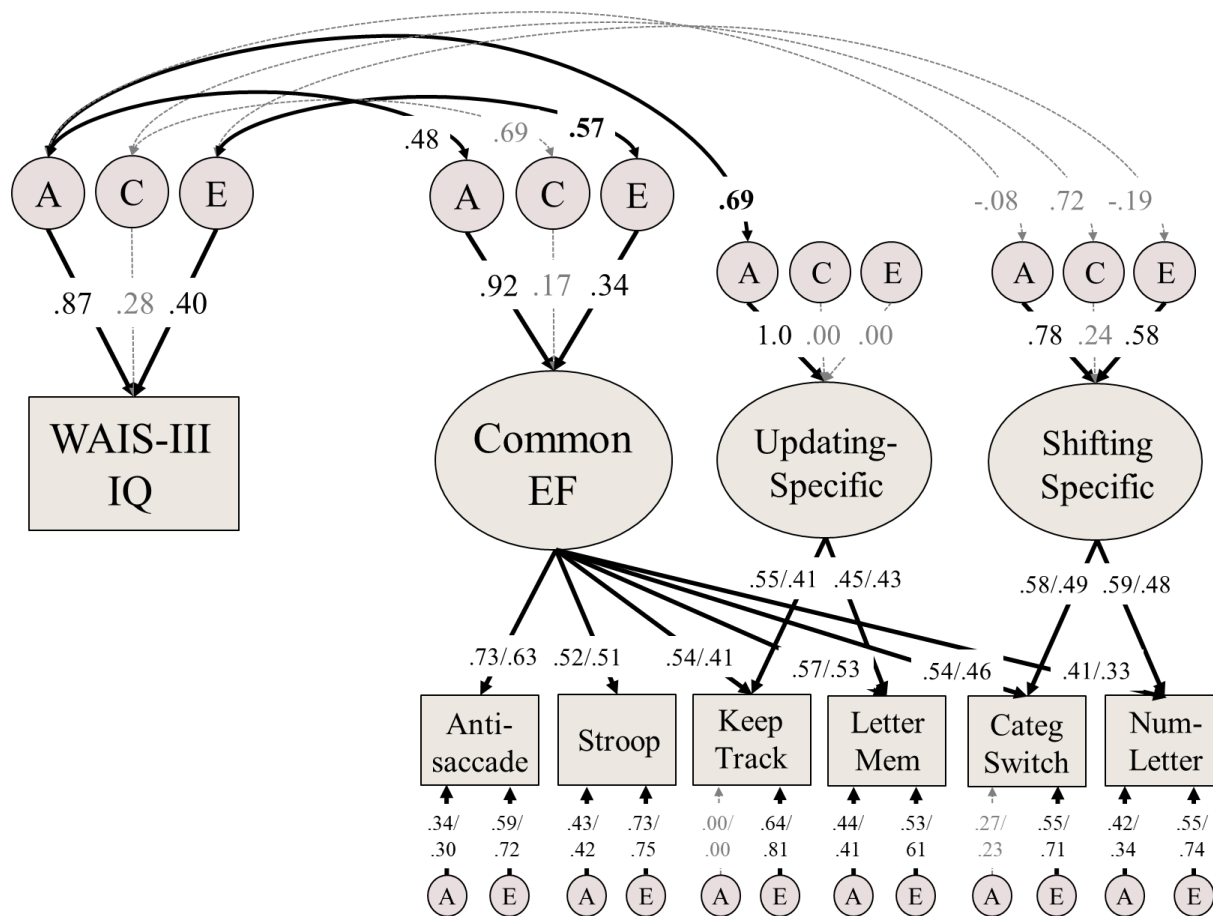 .48 .69 .57
A C E
A C E
.69
-.08 .72 -.19
A C E
A C E
.87 .28 .40
.92 .17 .34
1.0 .00 .00
.78 .24 .58
WAIS-III
IQ
Common
EF
Updating-
Specific
Shifting
Specific
.55/.41 .45/.43
.58/.49 .59/.48
.73/.63 .52/.51 .54/.41 .57/.53 .54/.46 .41/.33
Anti-
saccade
Stroop
Keep
Track
Letter
Mem
Categ
Switch
Num-
Letter
.34/ .59/ .43/ .73/ .00/ .64/ .44/ .53/ .27/ .55/ .42/ .55/
.30 .72 .42 .75 .00 .81 .41 61 .23 .71 .34 .74
A E A E A E A E A E A E